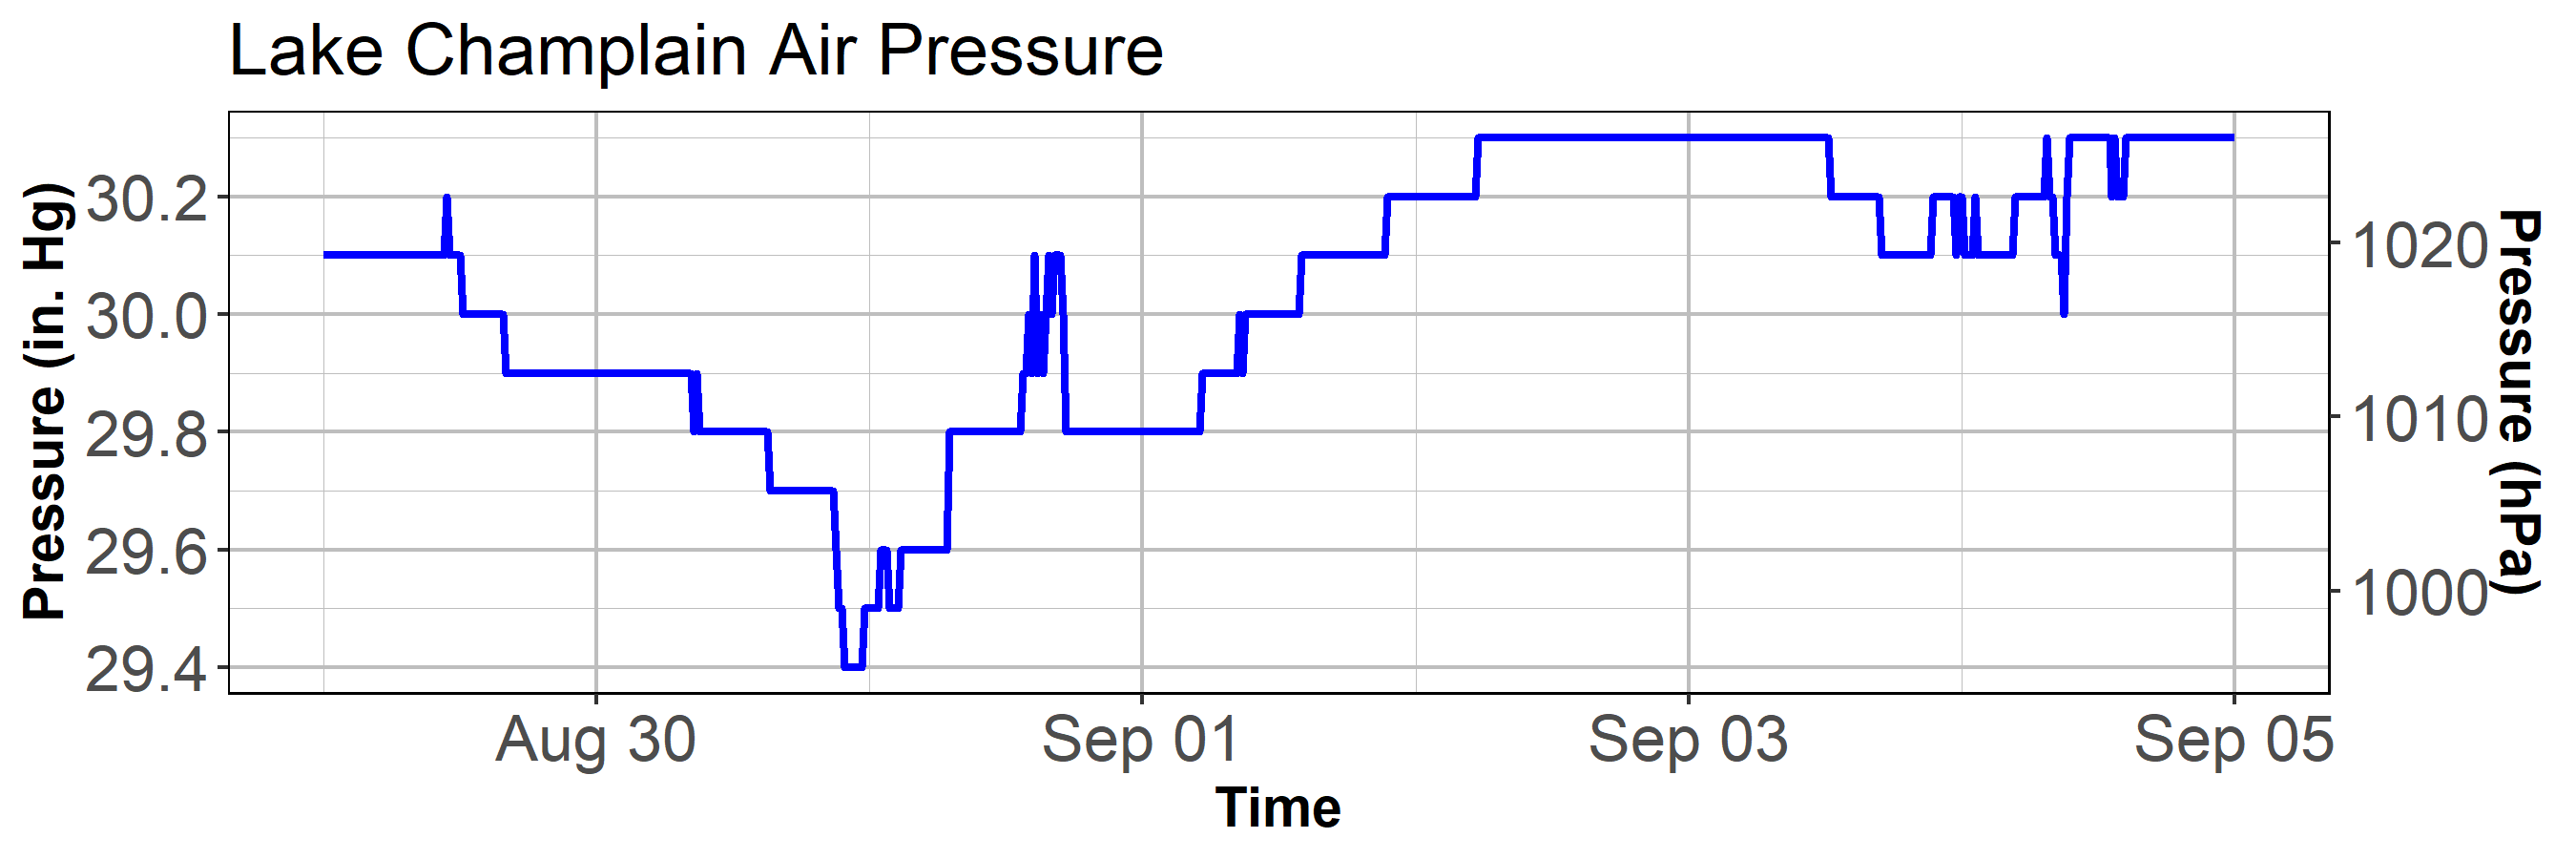 Lake Champlain Air Pressure
Pressure (in. Hg)
30.2
30.0
29.8
29.6
29.4
1020
1010
1000
Pressure (hPa)
Aug 30
Sep 01
Sep 03
Sep 05
Time